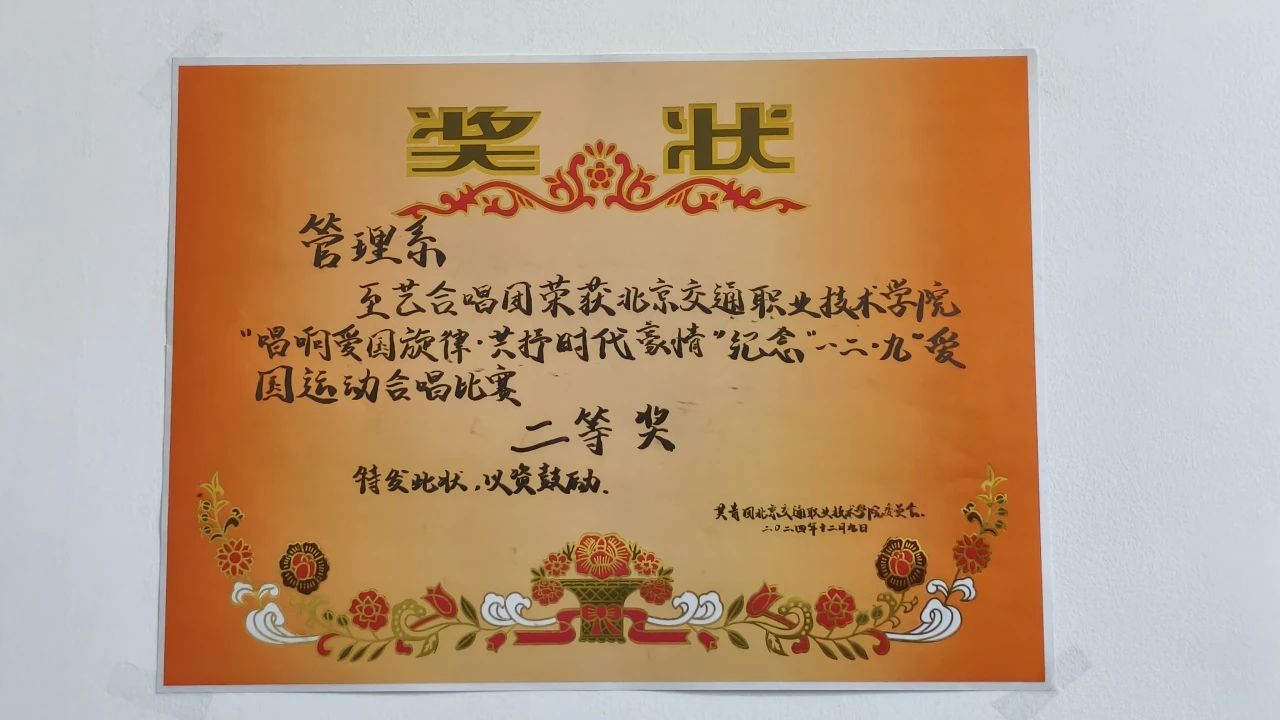 奖状
管理系
至艺合唱团荣获北京交通职业技术学院
“唱响爱国旋律·共抒时代豪情”纪念“一二·九”爱
国运动合唱比赛
二等奖
特发此状，以资鼓励.
共青团北京交通职业技术学院委员会.
二〇二四年十二月九日